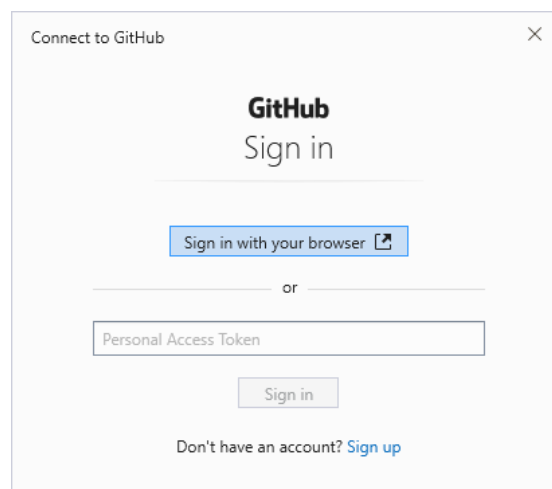 Connect to GitHub
GitHub
Sign in
Sign in with your browser
or
Personal Access Token
Sign in
Don't have an account? Sign up